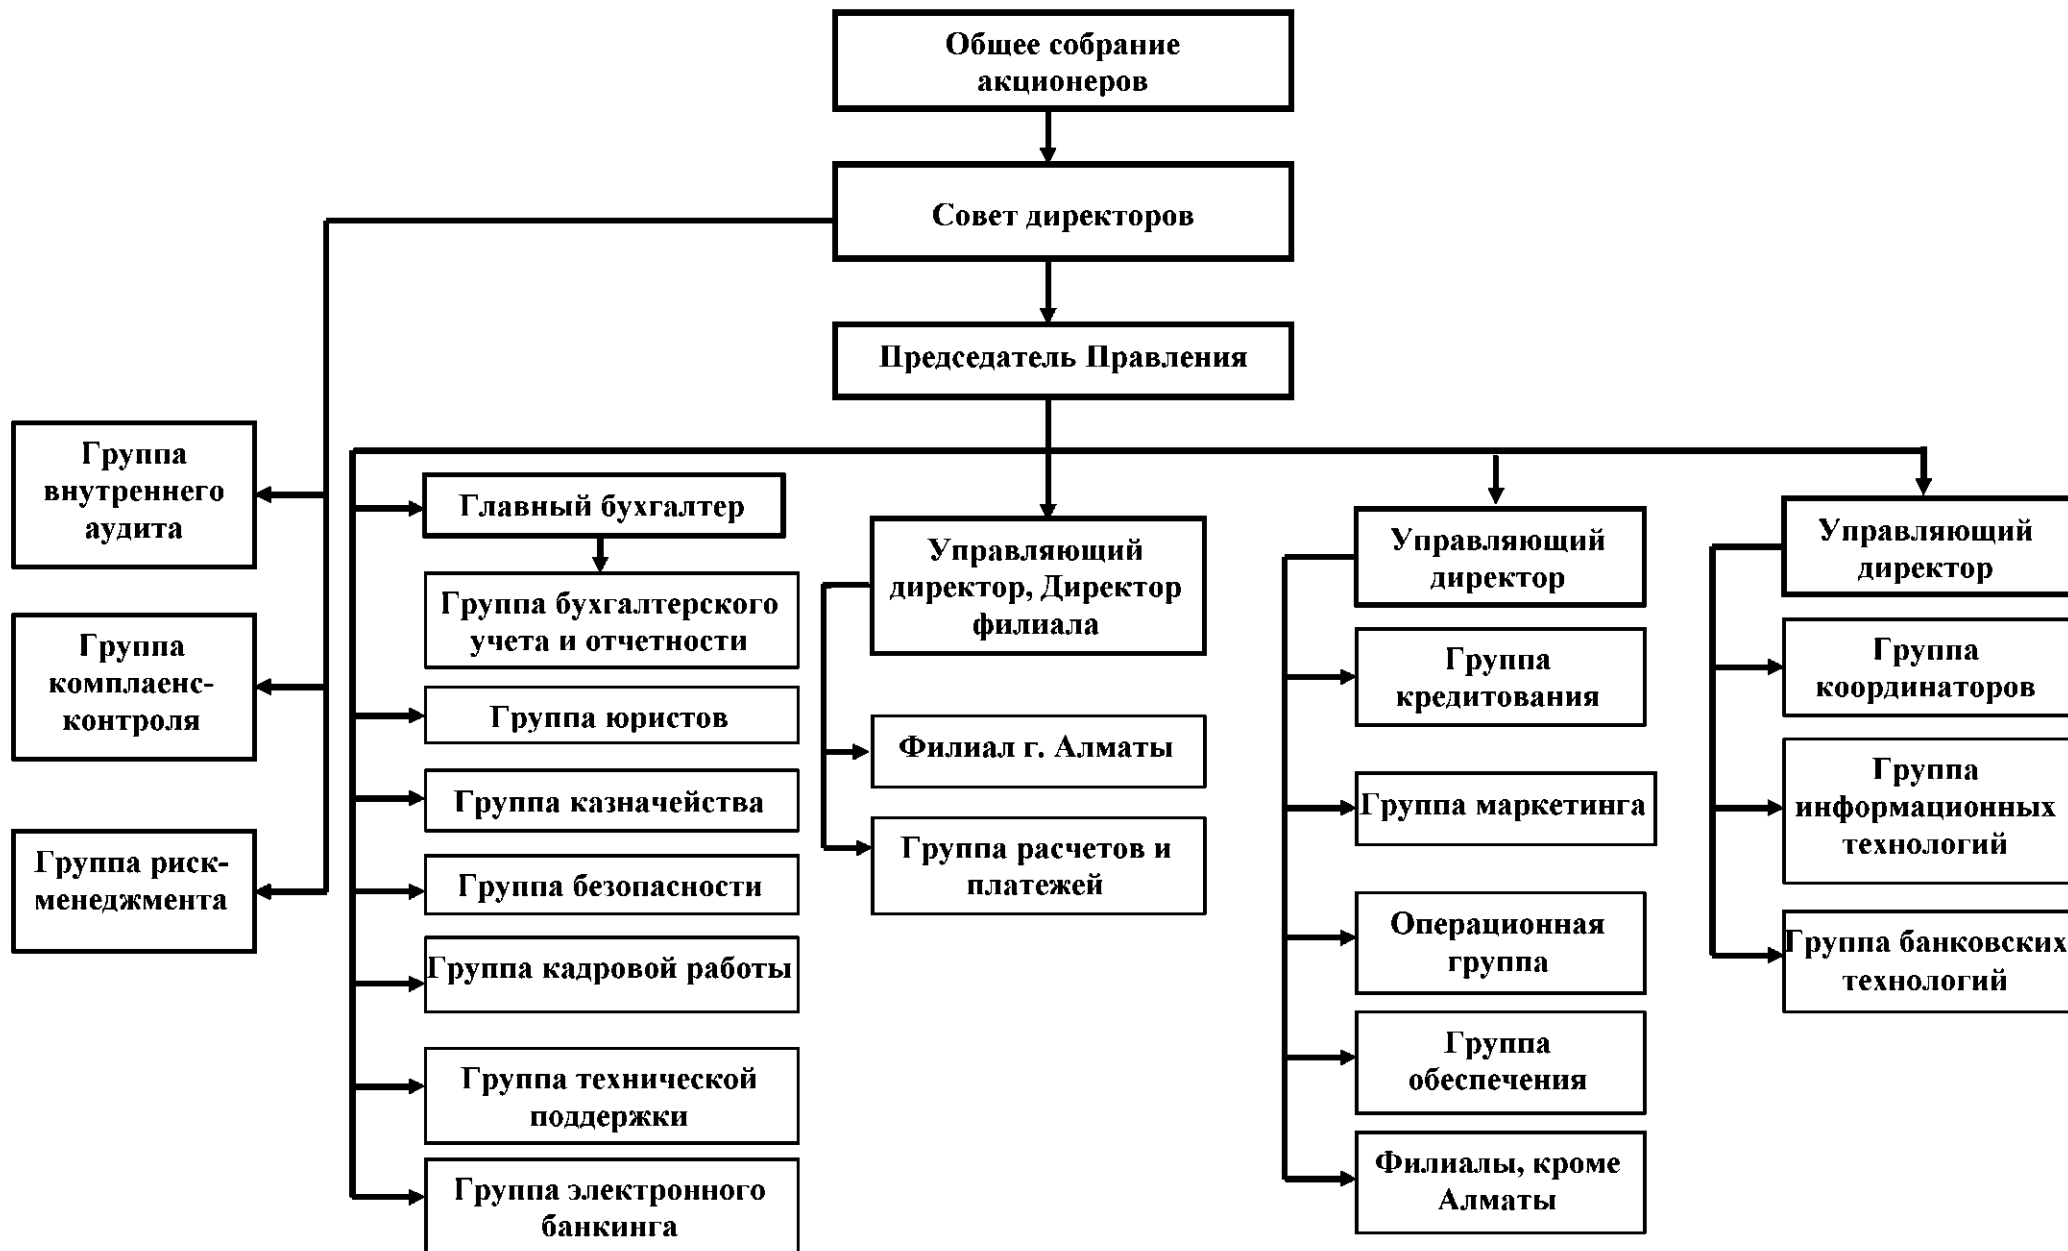 Общее собрание
акционеров
Совет директоров
Председатель Правления
Группа
внутреннего
аудита
Группа
комплаенс-
контроля
Группа риск-
менеджмента
Главный бухгалтер
Группа бухгалтерского
учета и отчетности
Группа юристов
Группа казначейства
Группа безопасности
Группа кадровой работы
Группа технической
поддержки
Группа электронного
банкинга
Управляющий
директор, Директор
филиала
Филиал г. Алматы
Группа расчетов и
платежей
Управляющий
директор
Группа
кредитования
Группа маркетинга
Операционная
группа
Группа
обеспечения
Филиалы, кроме
Алматы
Управляющий
директор
Группа
координаторов
Группа
информационных
технологий
Группа банковских
технологий